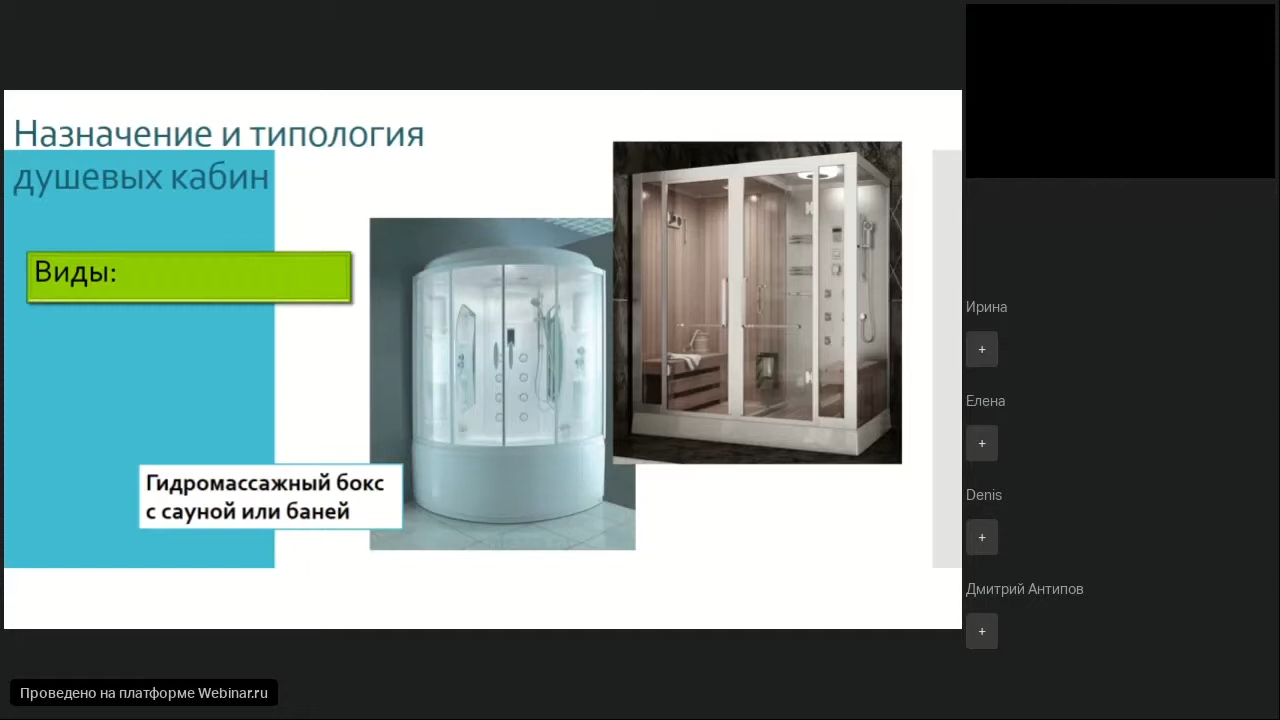 Назначение и типология
душевых кабин
Виды:
Гидромассажный бокс
с сауной или баней
Ирина
+
Елена
+
Denis
+
Дмитрий Антипов
+
Проведено на платформе Webinar.ru